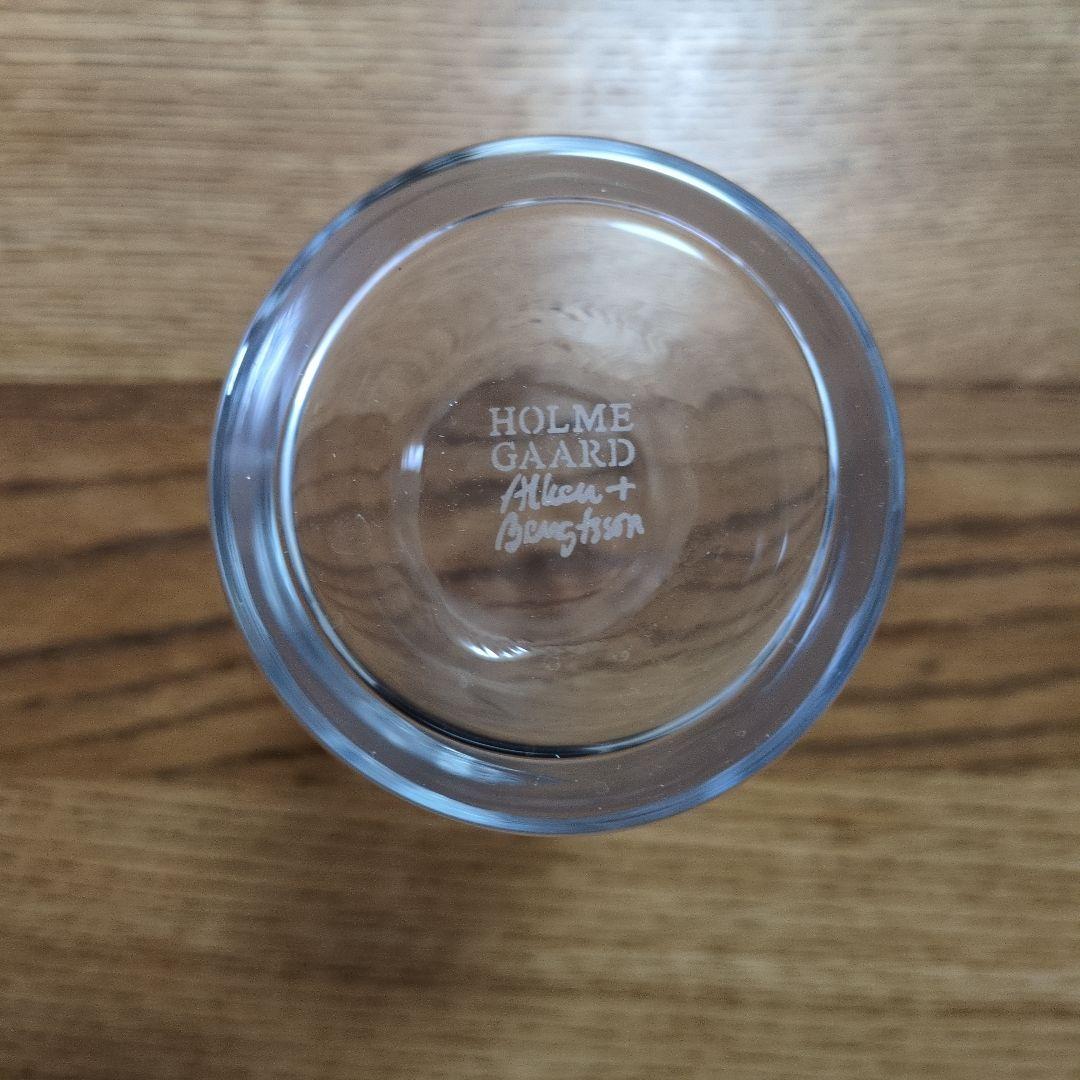 HOLME
GAARD
Alken +
Bengtsson